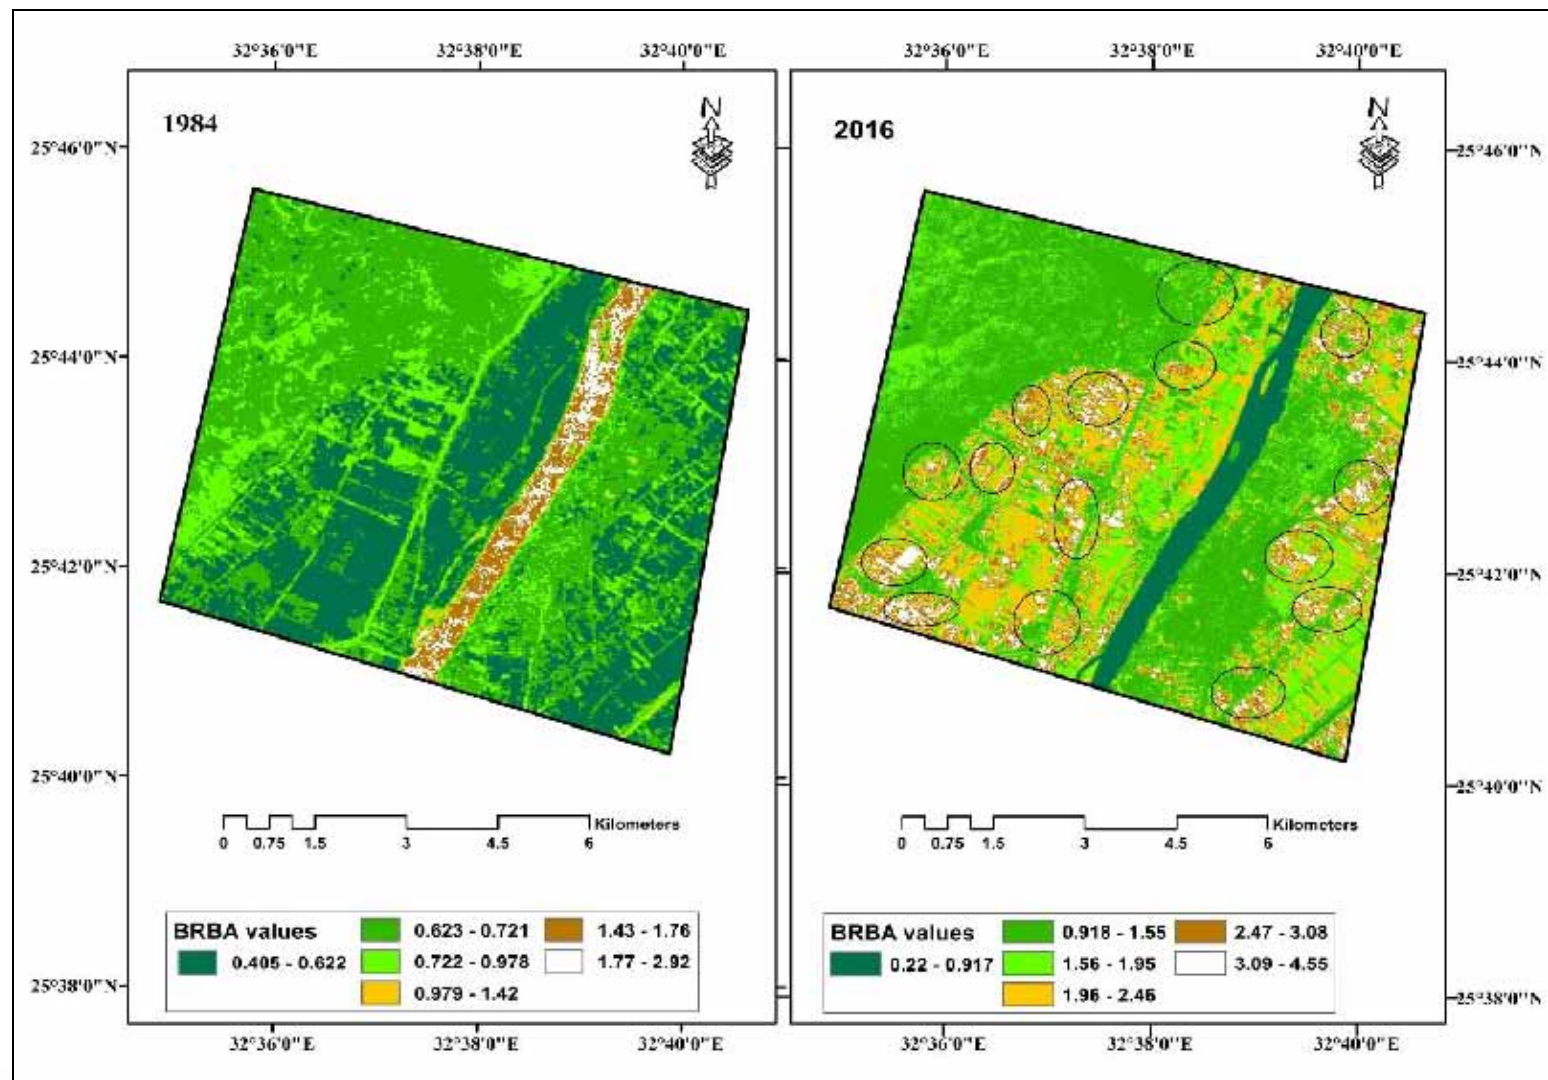 32°36'0"E 32°38'0"E 32°40'0"E
1984
N
25°46'0"N
25°44'0"N
25°42'0"N
25°40'0"N
25°38'0"N
Kilometers
0 0.75 1.5 3 4.5 6
BRBA values
0.405 - 0.622
0.623 - 0.721
0.722 - 0.978
0.979 - 1.42
1.43 - 1.76
1.77 - 2.92
32°36'0"E 32°38'0"E 32°40'0"E
32°36'0"E 32°38'0"E 32°40'0"E
2016
N
25°46'0"N
25°44'0"N
25°42'0"N
25°40'0"N
25°38'0"N
Kilometers
0 0.75 1.5 3 4.5 6
BRBA values
0.22 - 0.917
0.918 - 1.55
1.56 - 1.95
1.96 - 2.46
2.47 - 3.08
3.09 - 4.55
32°36'0"E 32°38'0"E 32°40'0"E